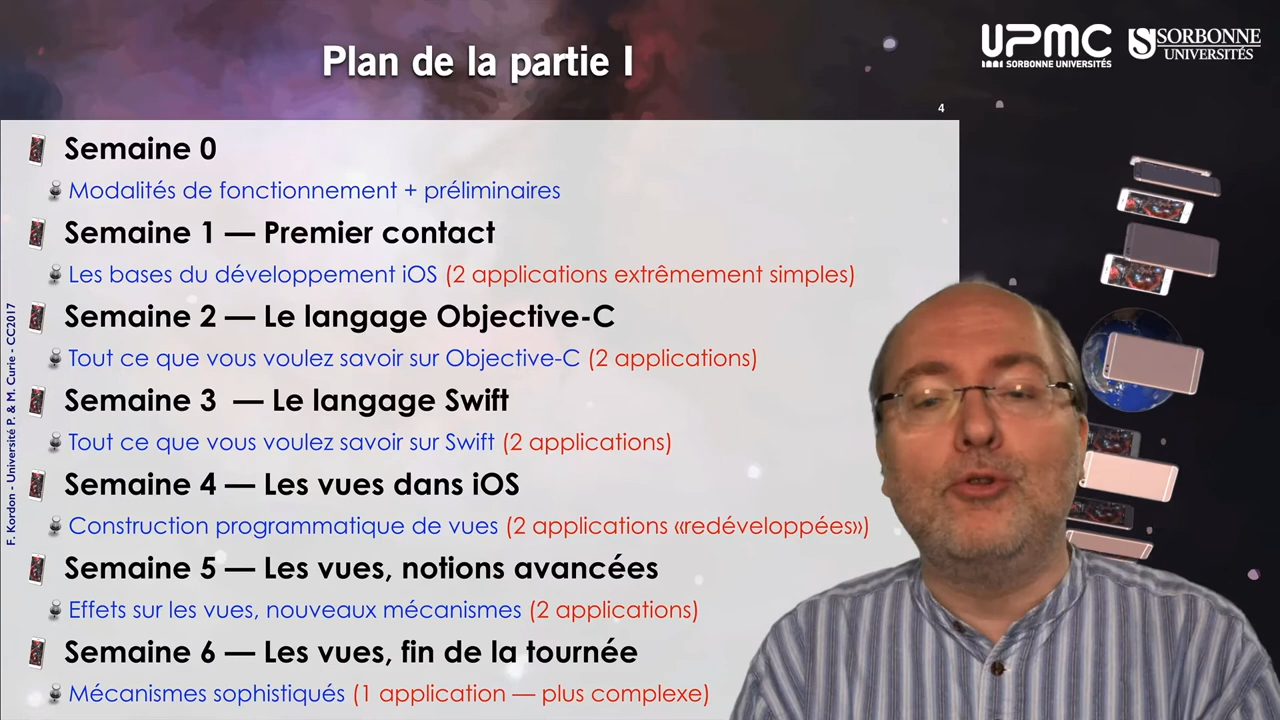 Plan de la partie I
UPMC
SORBONNE UNIVERSITÉS
SORBONNE
UNIVERSITÉS
4
Semaine 0
Modalités de fonctionnement + préliminaires
Semaine 1 — Premier contact
Les bases du développement iOS (2 applications extrêmement simples)
Semaine 2 — Le langage Objective-C
Tout ce que vous voulez savoir sur Objective-C (2 applications)
Semaine 3 — Le langage Swift
Tout ce que vous voulez savoir sur Swift (2 applications)
Semaine 4 — Les vues dans iOS
Construction programmatique de vues (2 applications «redéveloppées»)
Semaine 5 — Les vues, notions avancées
Effets sur les vues, nouveaux mécanismes (2 applications)
Semaine 6 — Les vues, fin de la tournée
Mécanismes sophistiqués (1 application — plus complexe)
F. Kordon - Université P. & M. Curie - CC2017